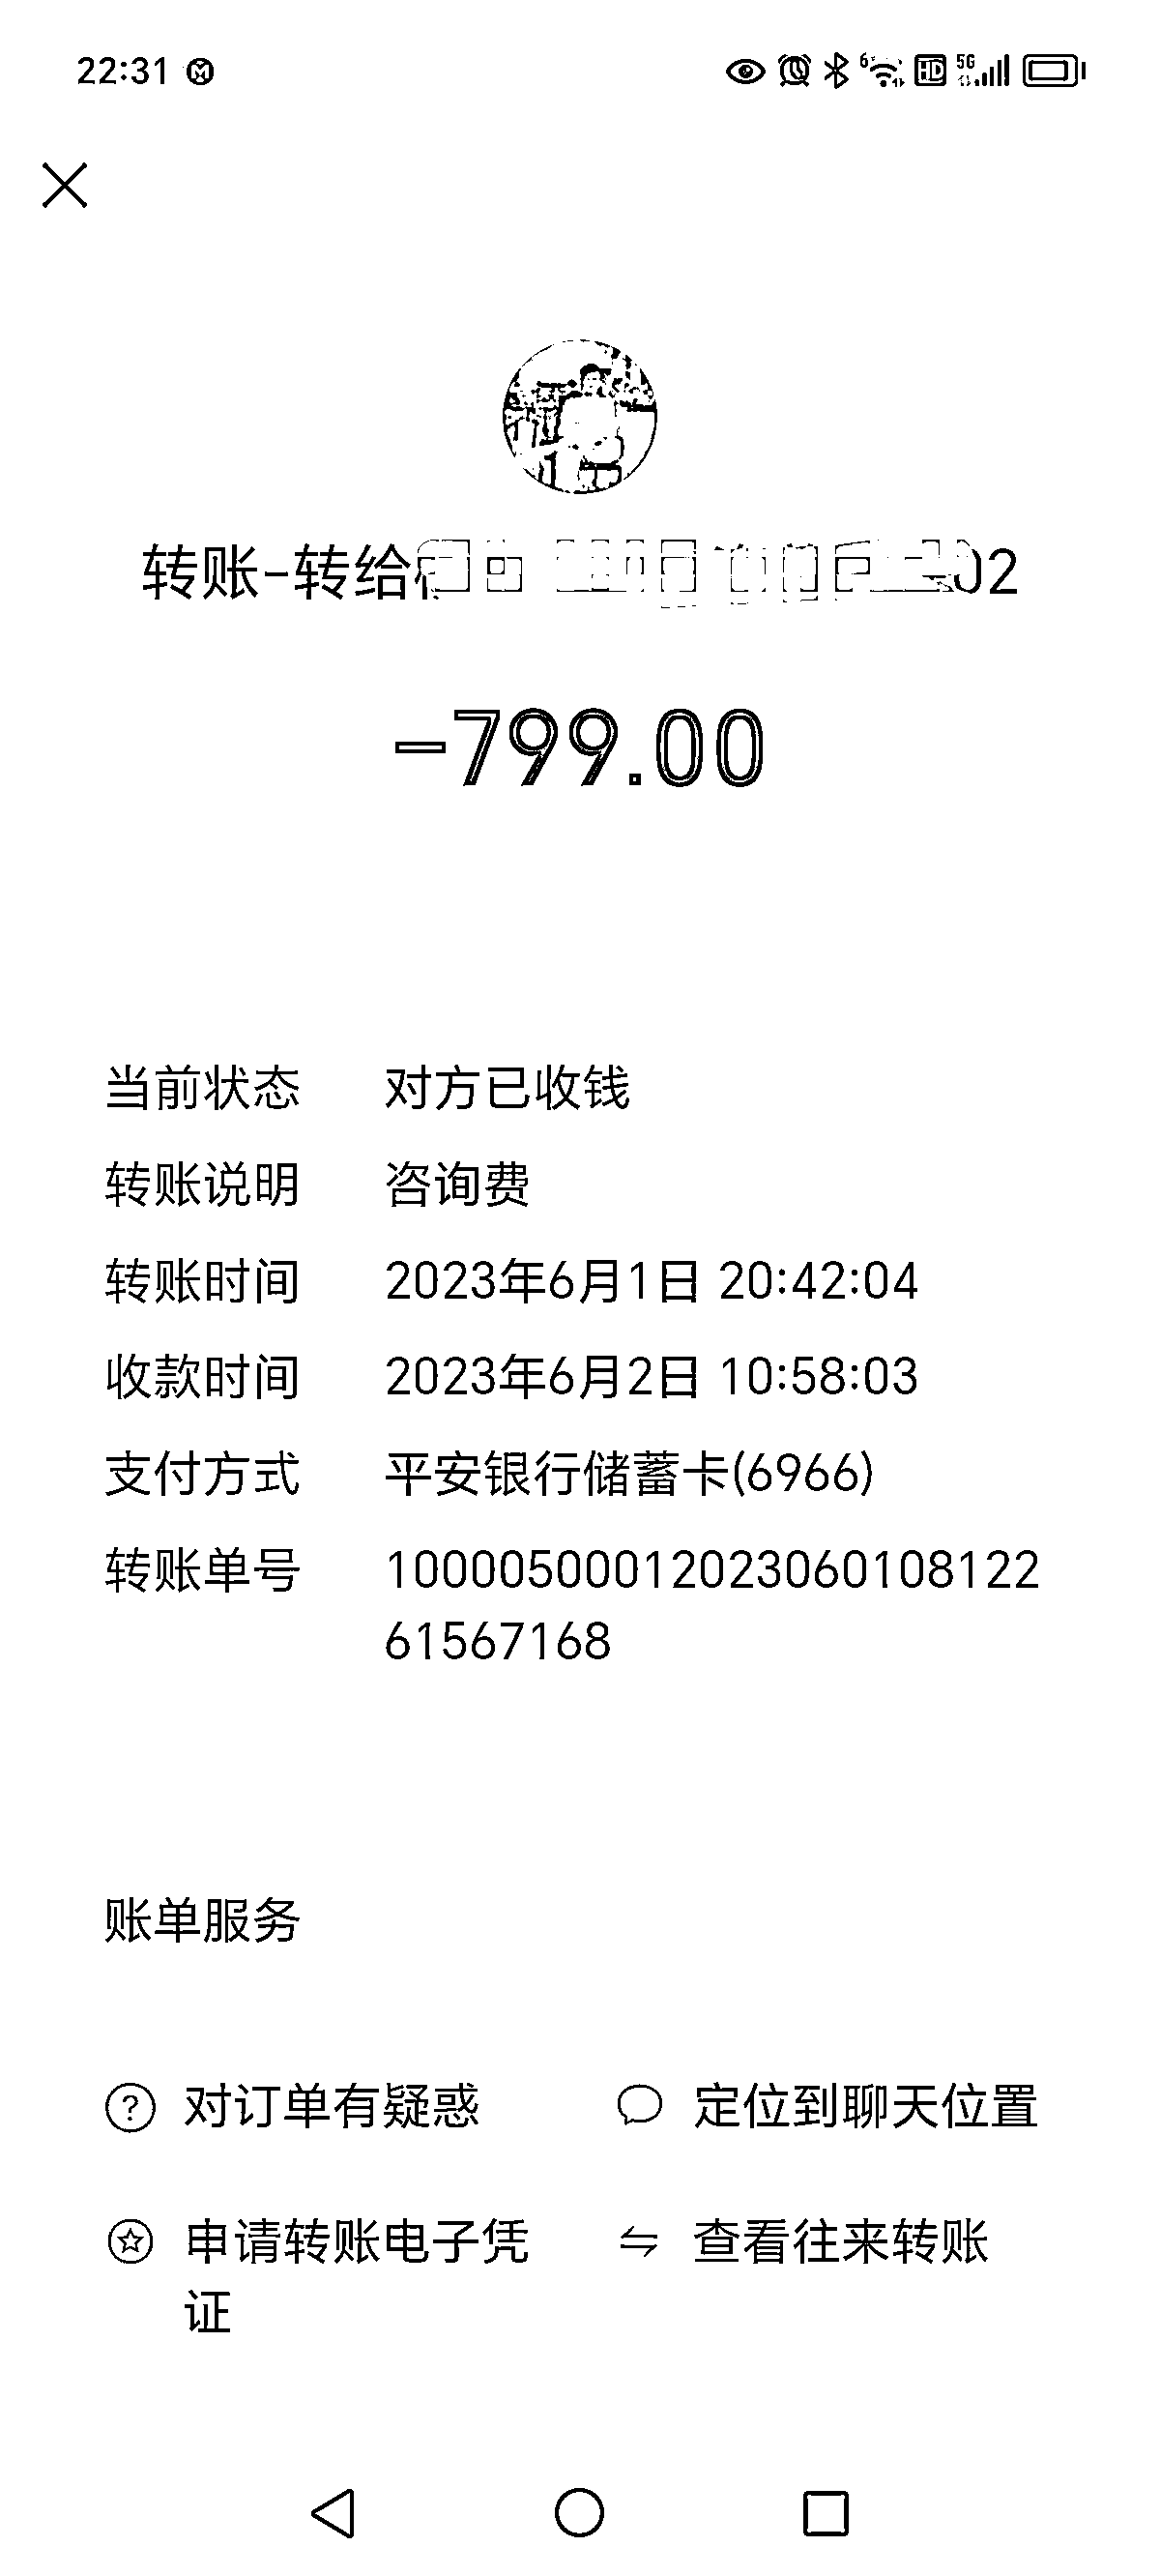 22:31
6 HD 5G
转账-转给 02
-799.00
当前状态 对方已收钱
转账说明 咨询费
转账时间 2023年6月1日 20:42:04
收款时间 2023年6月2日 10:58:03
支付方式 平安银行储蓄卡(6966)
转账单号 10000500012023060108122
61567168
账单服务
对订单有疑惑 定位到聊天位置
申请转账电子凭 查看往来转账
证